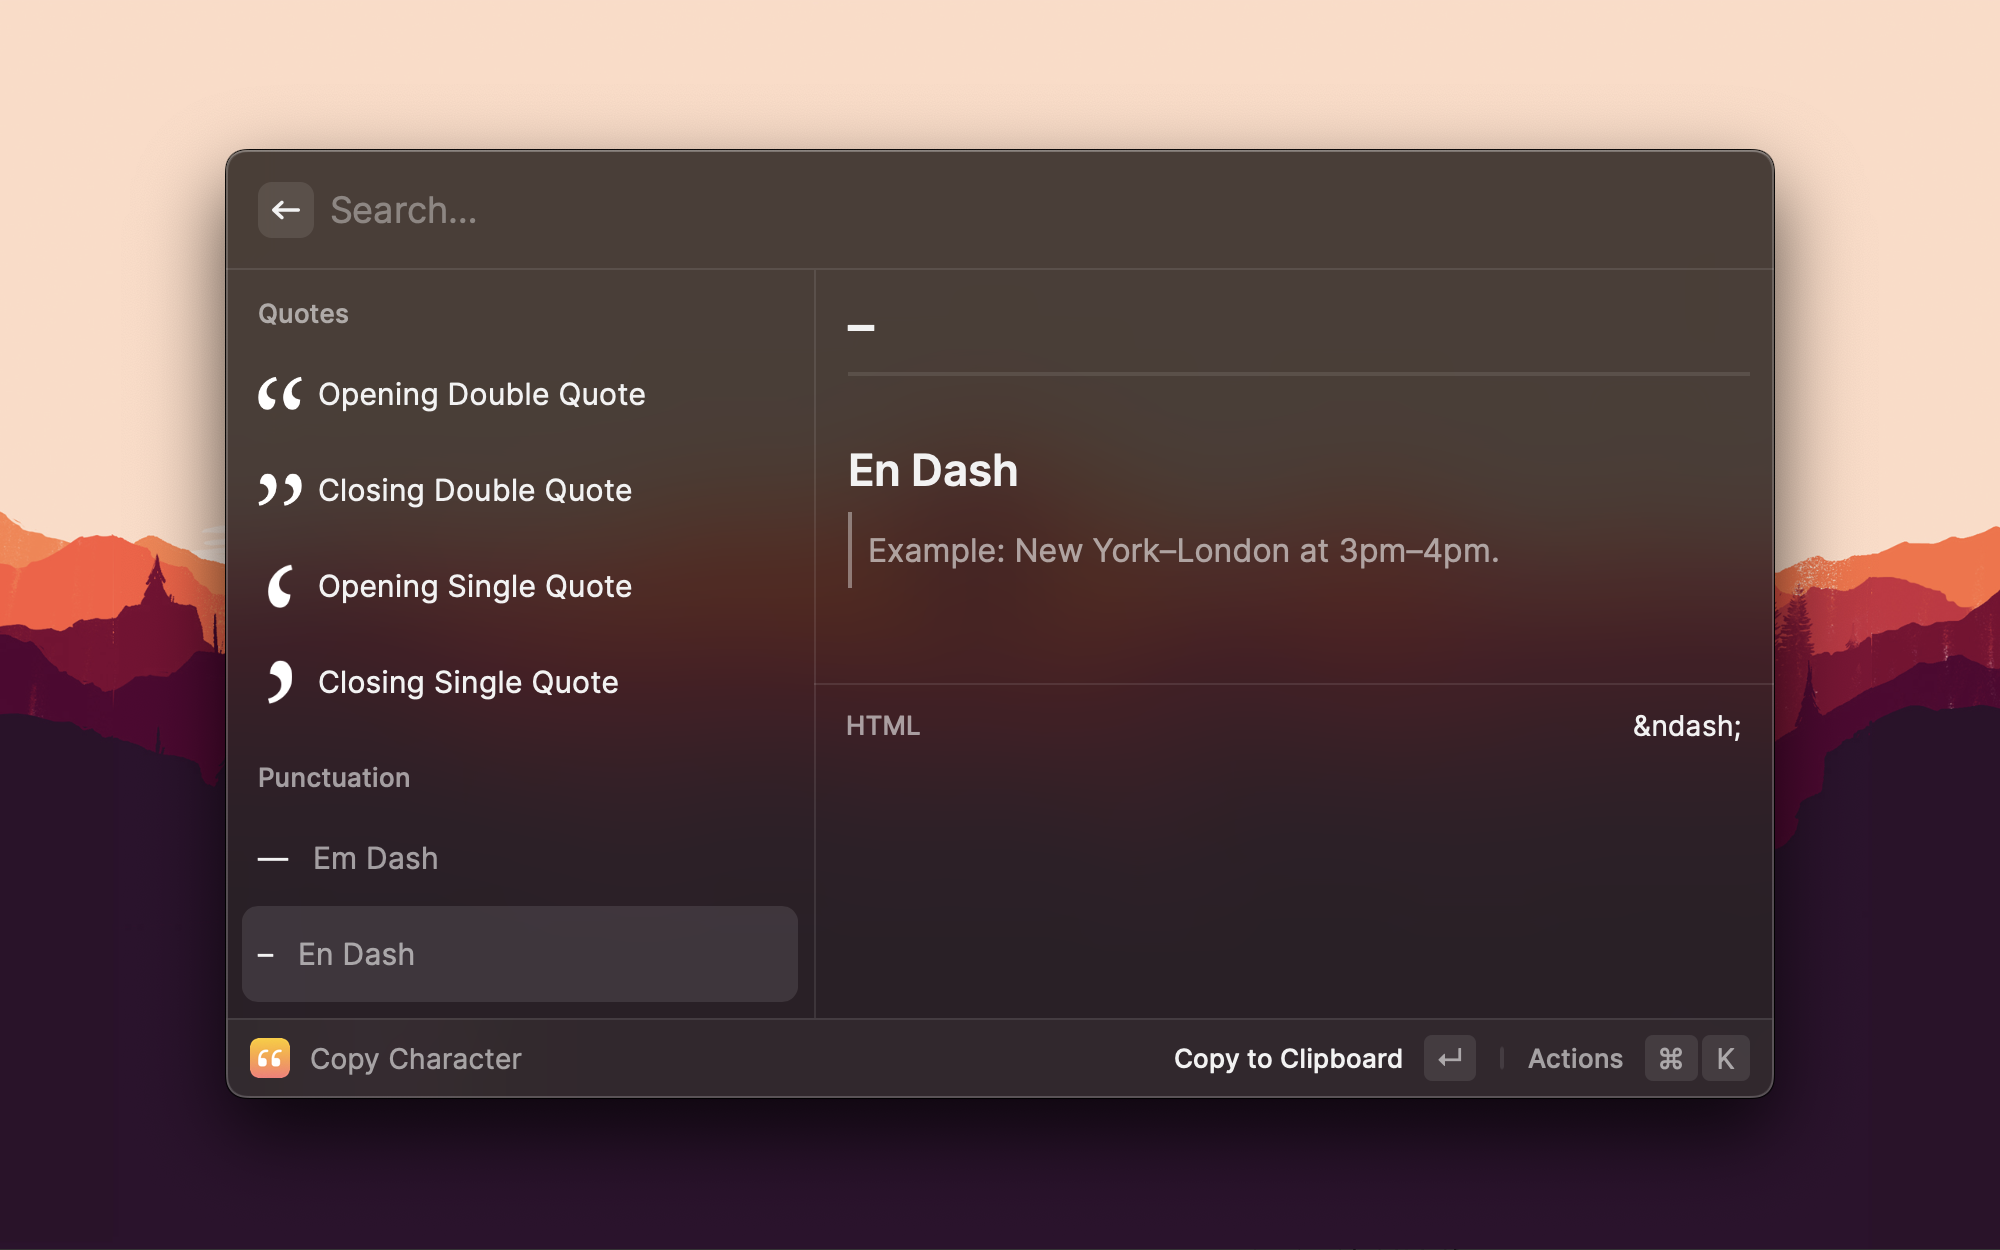 Search...
Quotes
“ Opening Double Quote
” Closing Double Quote
‘ Opening Single Quote
’ Closing Single Quote
Punctuation
— Em Dash
– En Dash
–
En Dash
Example: New York–London at 3pm–4pm.
HTML &ndash;
“ Copy Character
Copy to Clipboard ↵ | Actions ⌘ K